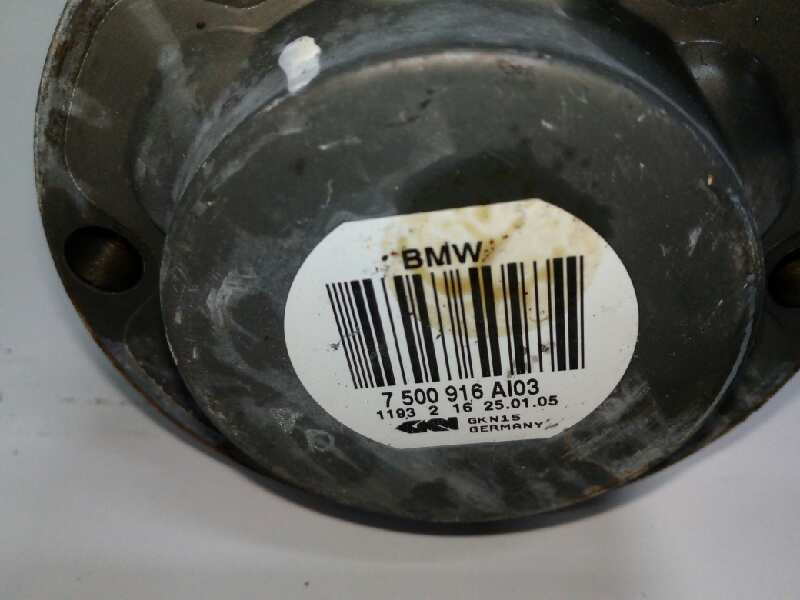 BMW
7 500 916 AI03
1193 2 16 25.01.05
GKN GKN15
GERMANY